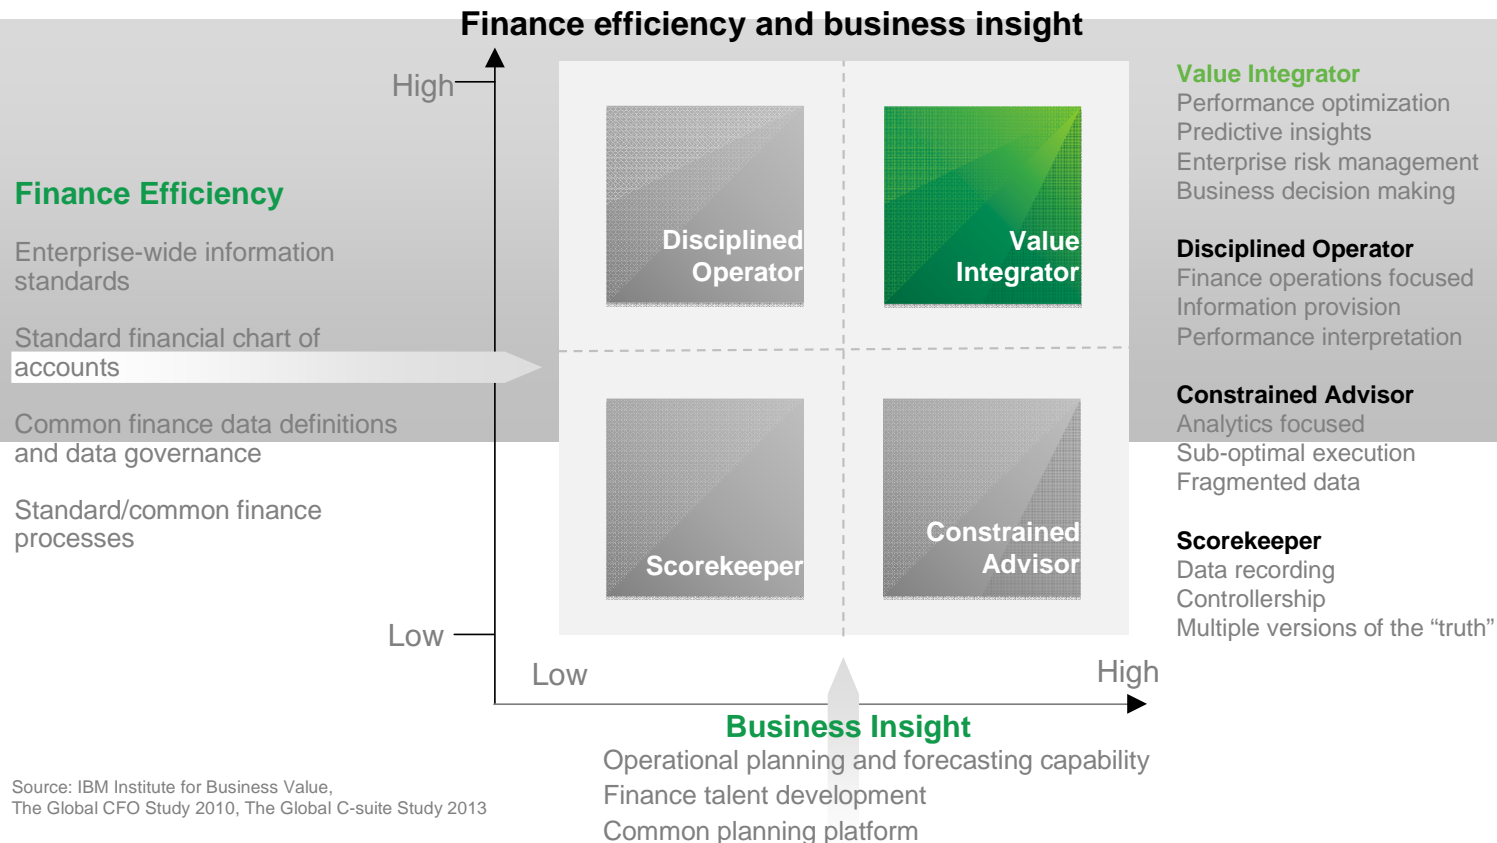 Finance efficiency and business insight
High
Finance Efficiency
Enterprise-wide information
standards
Standard financial chart of
accounts
Common finance data definitions
and data governance
Standard/common finance
processes
Disciplined
Operator
Value
Integrator
Scorekeeper
Constrained
Advisor
Low
Low
High
Business Insight
Operational planning and forecasting capability
Finance talent development
Common planning platform
Value Integrator
Performance optimization
Predictive insights
Enterprise risk management
Business decision making
Disciplined Operator
Finance operations focused
Information provision
Performance interpretation
Constrained Advisor
Analytics focused
Sub-optimal execution
Fragmented data
Scorekeeper
Data recording
Controllership
Multiple versions of the “truth”
Source: IBM Institute for Business Value,
The Global CFO Study 2010, The Global C-suite Study 2013